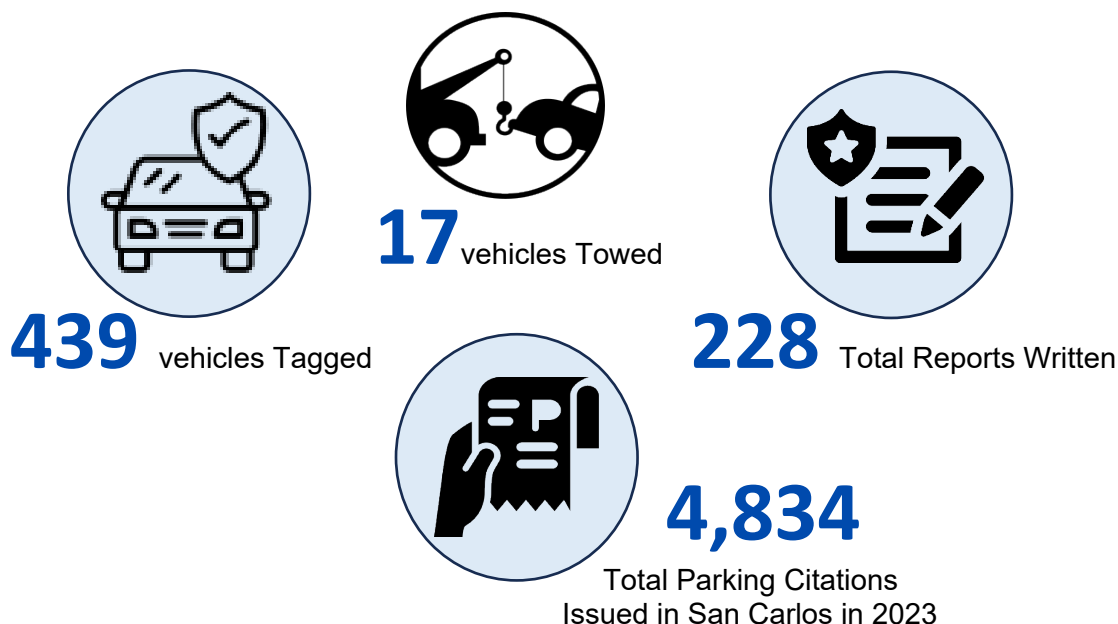 17 vehicles Towed
439 vehicles Tagged
228 Total Reports Written
P
4,834
Total Parking Citations
Issued in San Carlos in 2023